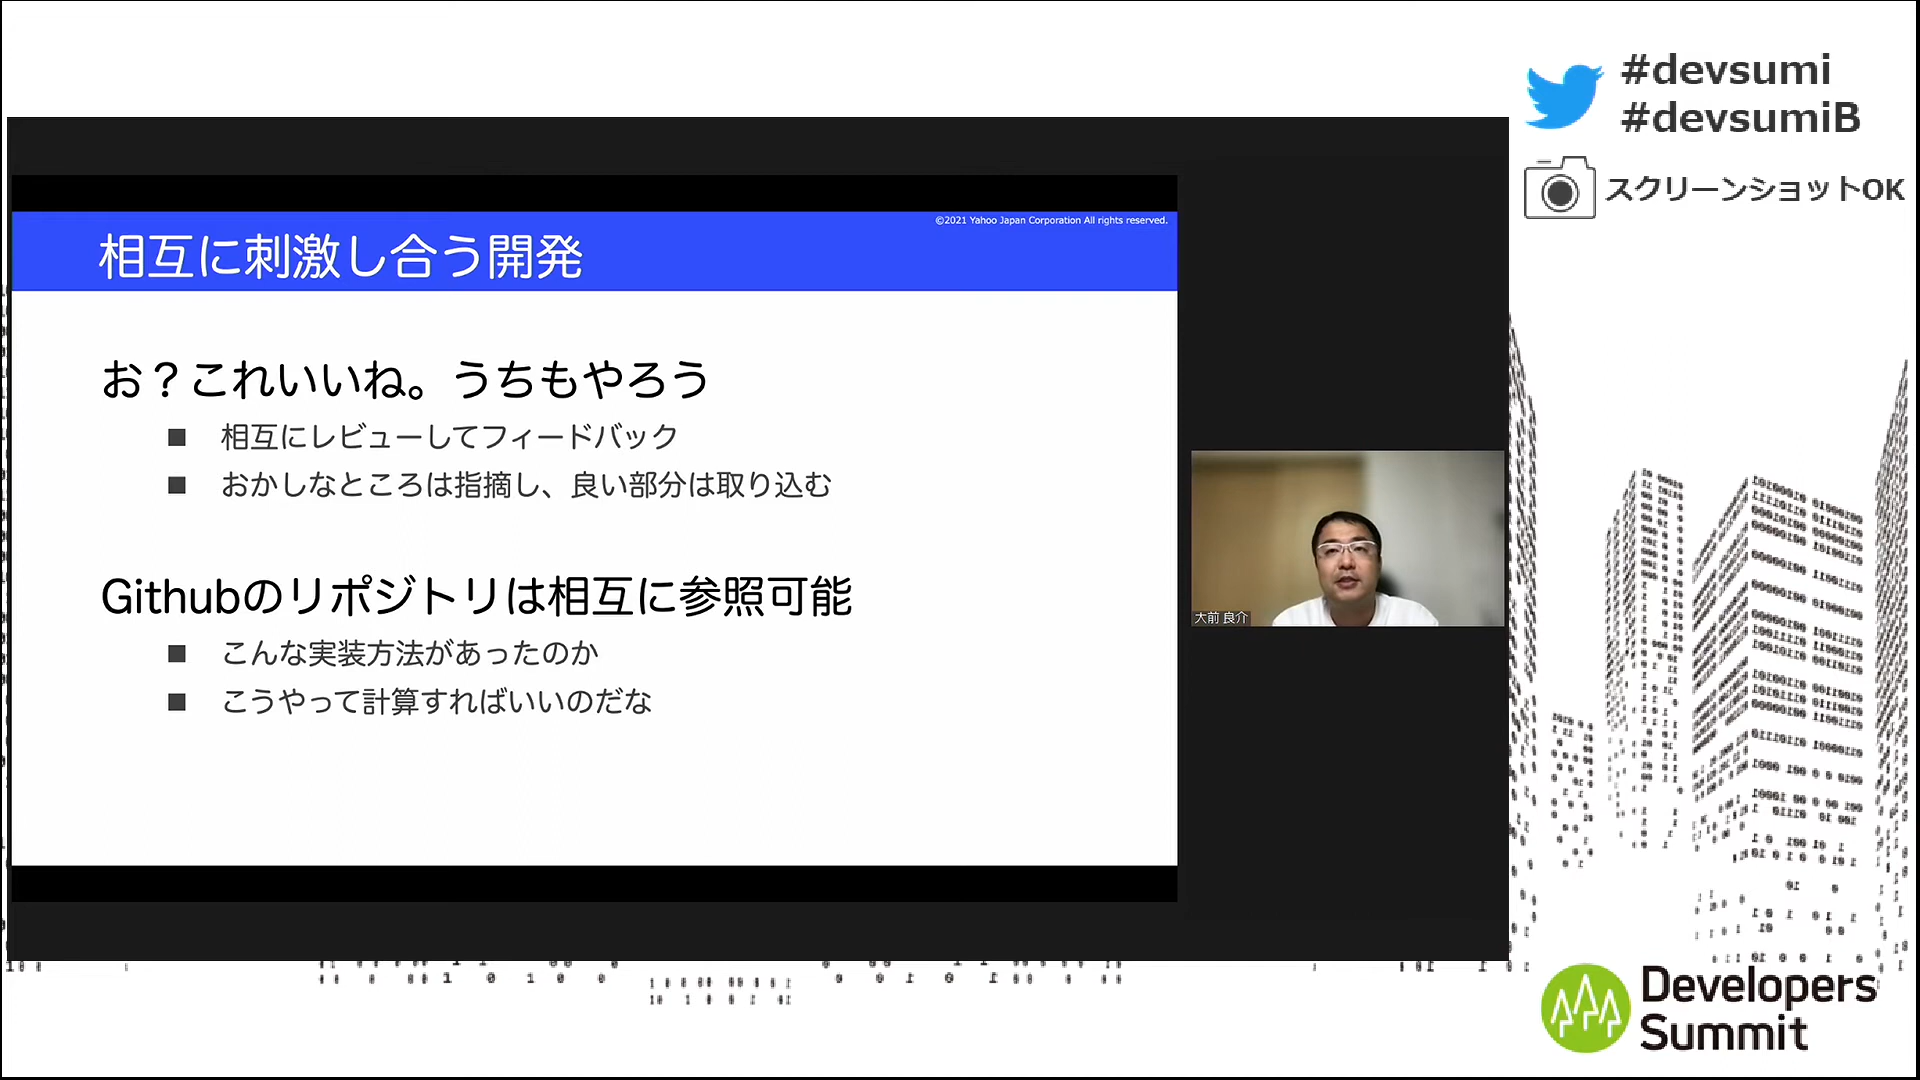 #devsumi
#devsumiB
スクリーンショットOK
©2021 Yahoo Japan Corporation All rights reserved.
相互に刺激し合う開発
お？これいいね。うちもやろう
■ 相互にレビューしてフィードバック
■ おかしなところは指摘し、良い部分は取り込む
Githubのリポジトリは相互に参照可能
■ こんな実装方法があったのか
■ こうやって計算すればいいのだな
大前 良介
Developers
Summit